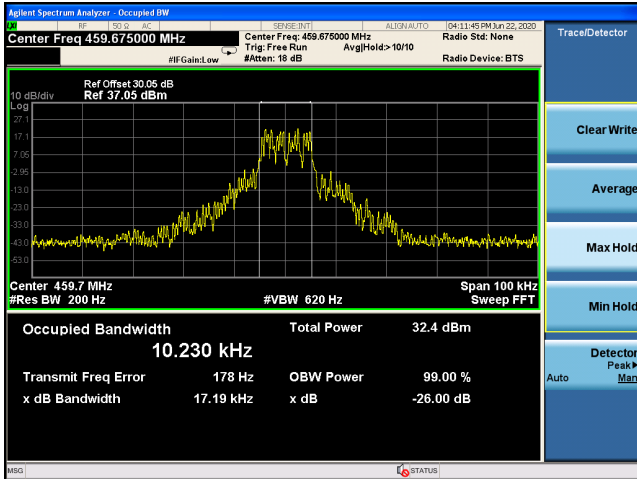 Agilent Spectrum Analyzer - Occupied BW
RF 50 Ω AC SENSE:INT ALIGN AUTO 04:11:45 PM Jun 22, 2020
Center Freq 459.675000 MHz
Center Freq: 459.675000 MHz
Radio Std: None
Trig: Free Run Avg|Hold:> 10/10
#IFGain:Low #Atten: 18 dB Radio Device: BTS
Trace/Detector
Ref Offset 30.05 dB
10 dB/div Ref 37.05 dBm
Log
27.1
17.1
7.05
-2.95
-13.0
-23.0
-33.0
-43.0
-53.0
Center 459.7 MHz Span 100 kHz
#Res BW 200 Hz #VBW 620 Hz Sweep FFT
Occupied Bandwidth Total Power 32.4 dBm
10.230 kHz
Transmit Freq Error 178 Hz OBW Power 99.00 %
x dB Bandwidth 17.19 kHz x dB -26.00 dB
Clear Write
Average
Max Hold
Min Hold
Detector
Peak▶
Auto Man
MSG STATUS